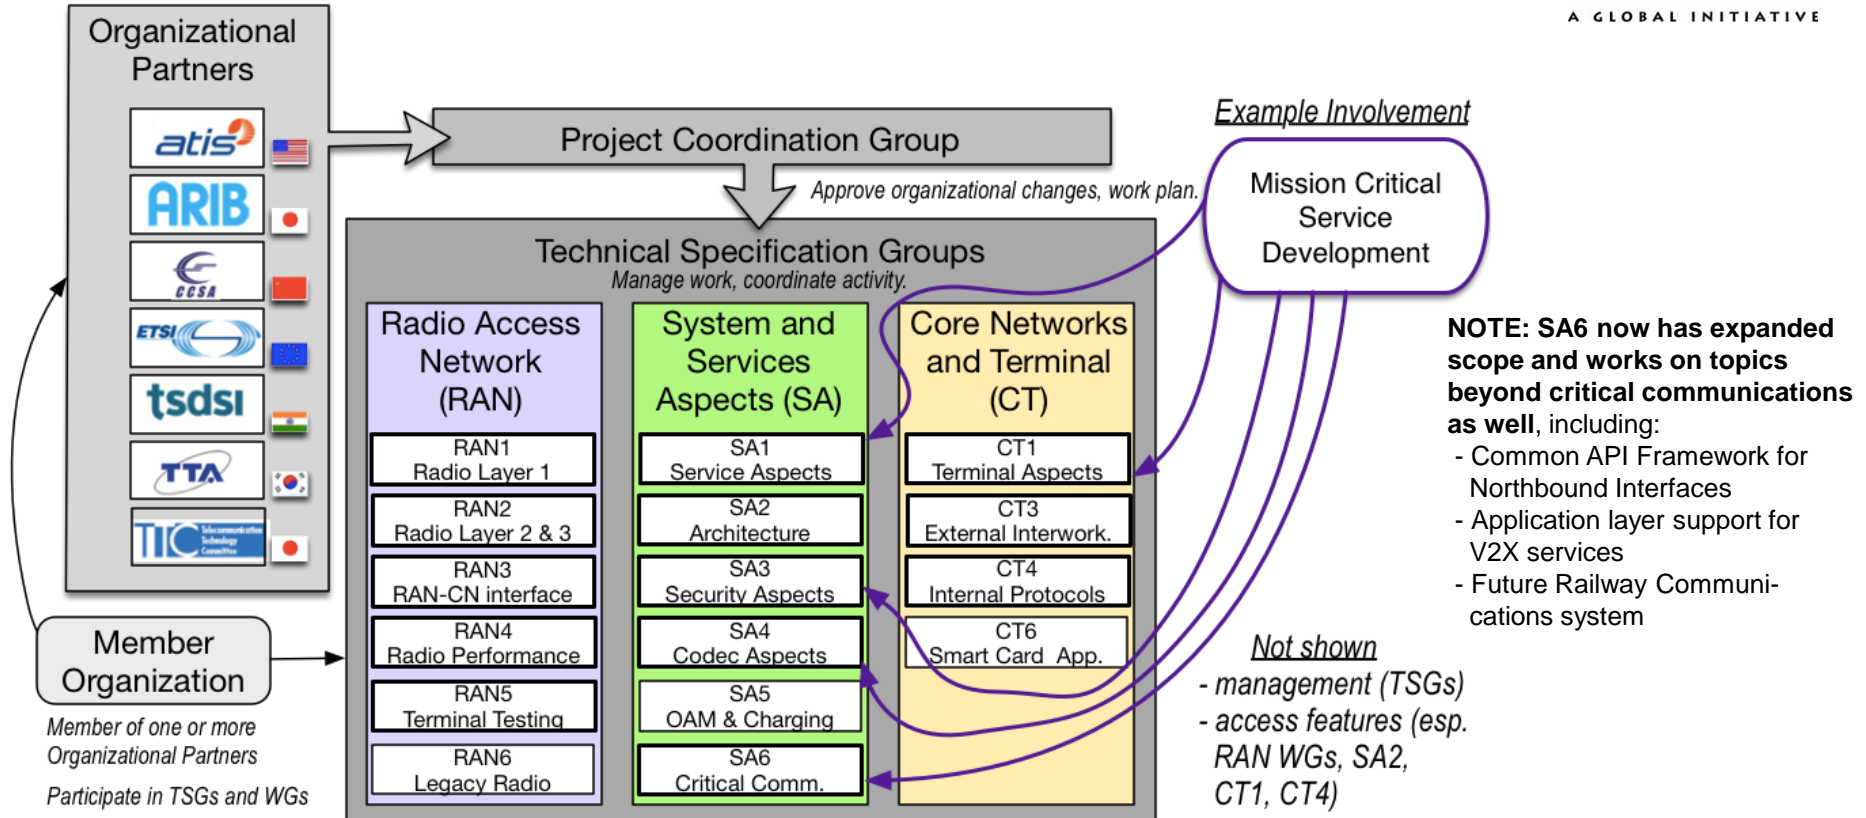 A GLOBAL INITIATIVE
Organizational
Partners
atis
ARIB
CCSA
ETSI
tsdsi
TTA
TTC Telecommunication
Technology
Committee
Member
Organization
Member of one or more
Organizational Partners
Participate in TSGs and WGs
Project Coordination Group
Approve organizational changes, work plan.
Technical Specification Groups
Manage work, coordinate activity.
Radio Access
Network
(RAN)
RAN1
Radio Layer 1
RAN2
Radio Layer 2 & 3
RAN3
RAN-CN interface
RAN4
Radio Performance
RAN5
Terminal Testing
RAN6
Legacy Radio
System and
Services
Aspects (SA)
SA1
Service Aspects
SA2
Architecture
SA3
Security Aspects
SA4
Codec Aspects
SA5
OAM & Charging
SA6
Critical Comm.
Core Networks
and Terminal
(CT)
CT1
Terminal Aspects
CT3
External Interwork.
CT4
Internal Protocols
CT6
Smart Card App.
Example Involvement
Mission Critical
Service
Development
NOTE: SA6 now has expanded
scope and works on topics
beyond critical communications
as well, including:
- Common API Framework for
Northbound Interfaces
- Application layer support for
V2X services
- Future Railway Communi-
cations system
Not shown
- management (TSGs)
- access features (esp.
RAN WGs, SA2,
CT1, CT4)